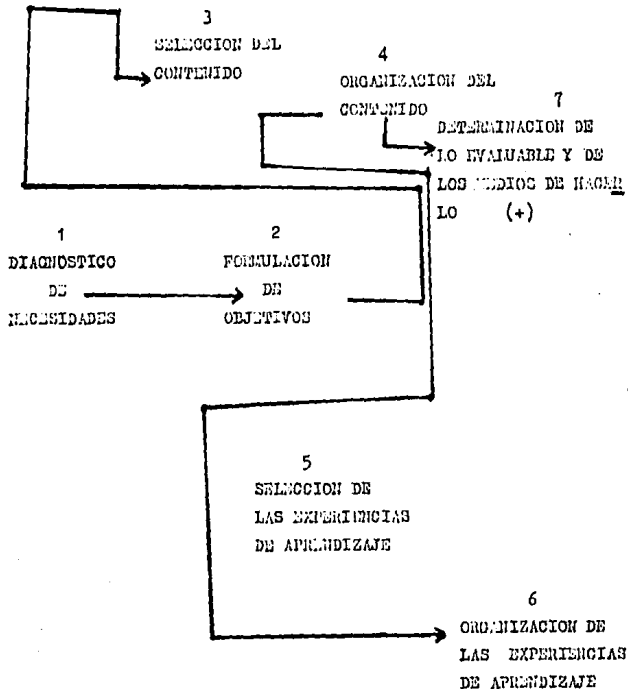 3
SELECCION DEL
CONTENIDO
4
ORGANIZACION DEL
CONTENIDO
7
DETERMINACION DE
LO EVALUABLE Y DE
LOS MEDIOS DE HACER
LO (+)
1
DIAGNOSTICO
DE
NECESIDADES
2
FORMULACION
DE
OBJETIVOS
5
SELECCION DE
LAS EXPERIENCIAS
DE APRENDIZAJE
6
ORGANIZACION DE
LAS EXPERIENCIAS
DE APRENDIZAJE